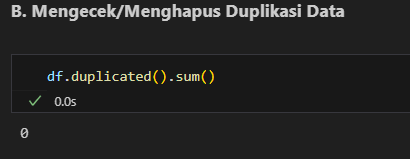 B. Mengecek/Menghapus Duplikasi Data
df.duplicated().sum()
0.0s
0